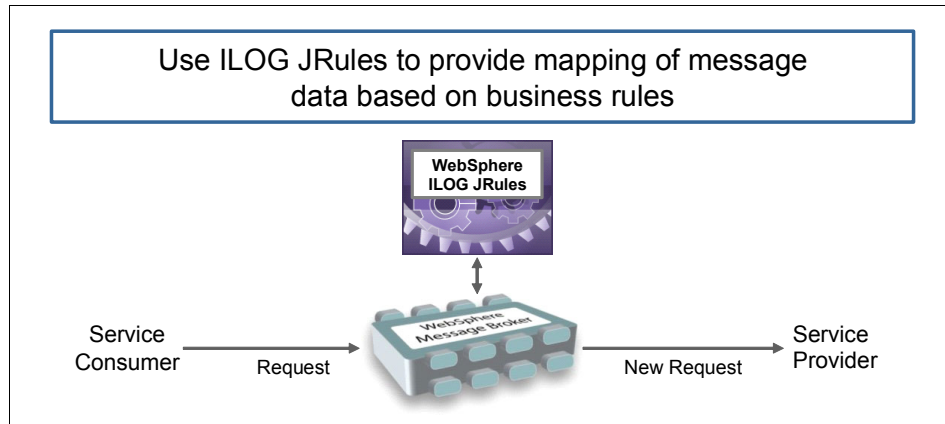 Use ILOG JRules to provide mapping of message
data based on business rules
WebSphere
ILOG JRules
WebSphere
Message Broker
Service
Consumer
Request
New Request
Service
Provider